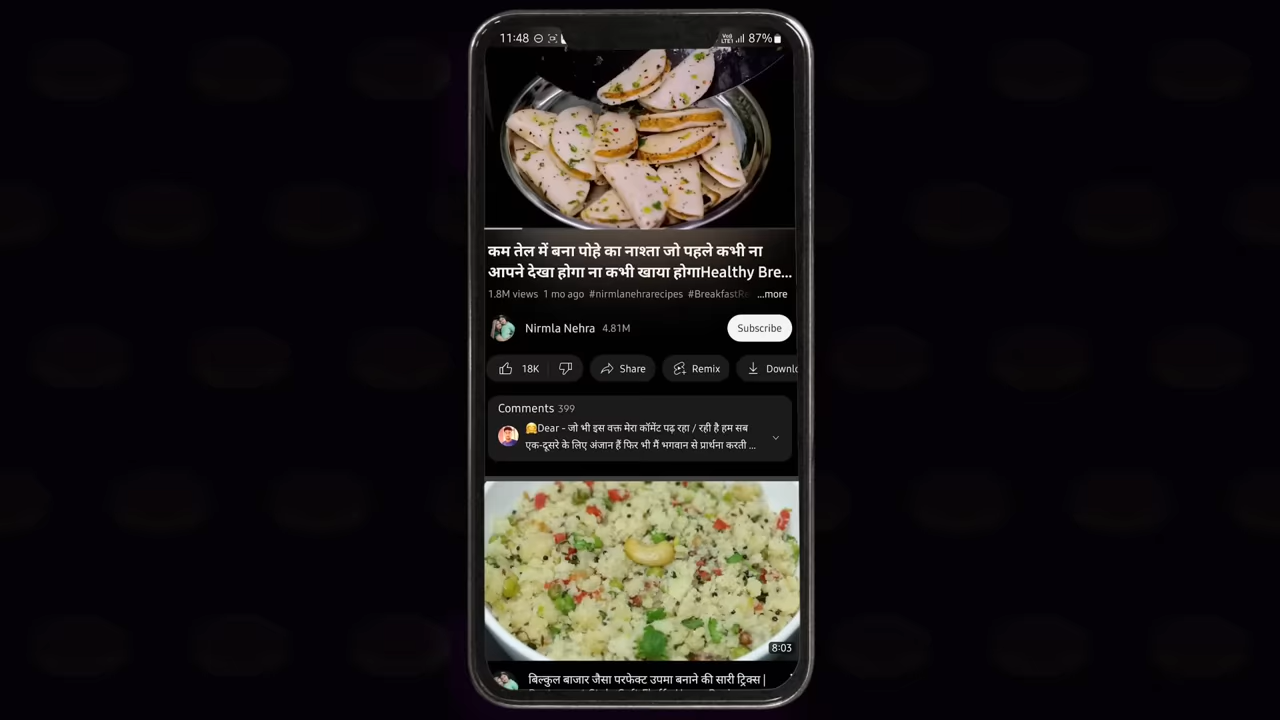 11:48 87%
कम तेल में बना पोहे का नाश्ता जो पहले कभी ना
आपने देखा होगा ना कभी खाया होगाHealthy Bre...
1.8M views 1 mo ago #nirmlanehrarecipes #BreakfastRe ...more
Nirmla Nehra 4.81M Subscribe
18K Share Remix Downlo
Comments 399
Dear - जो भी इस वक्त मेरा कॉमेंट पढ़ रहा / रही है हम सब
एक-दूसरे के लिए अंजान हैं फिर भी मैं भगवान से प्रार्थना करती ...
8:03
बिल्कुल बाजार जैसा परफेक्ट उपमा बनाने की सारी ट्रिक्स |